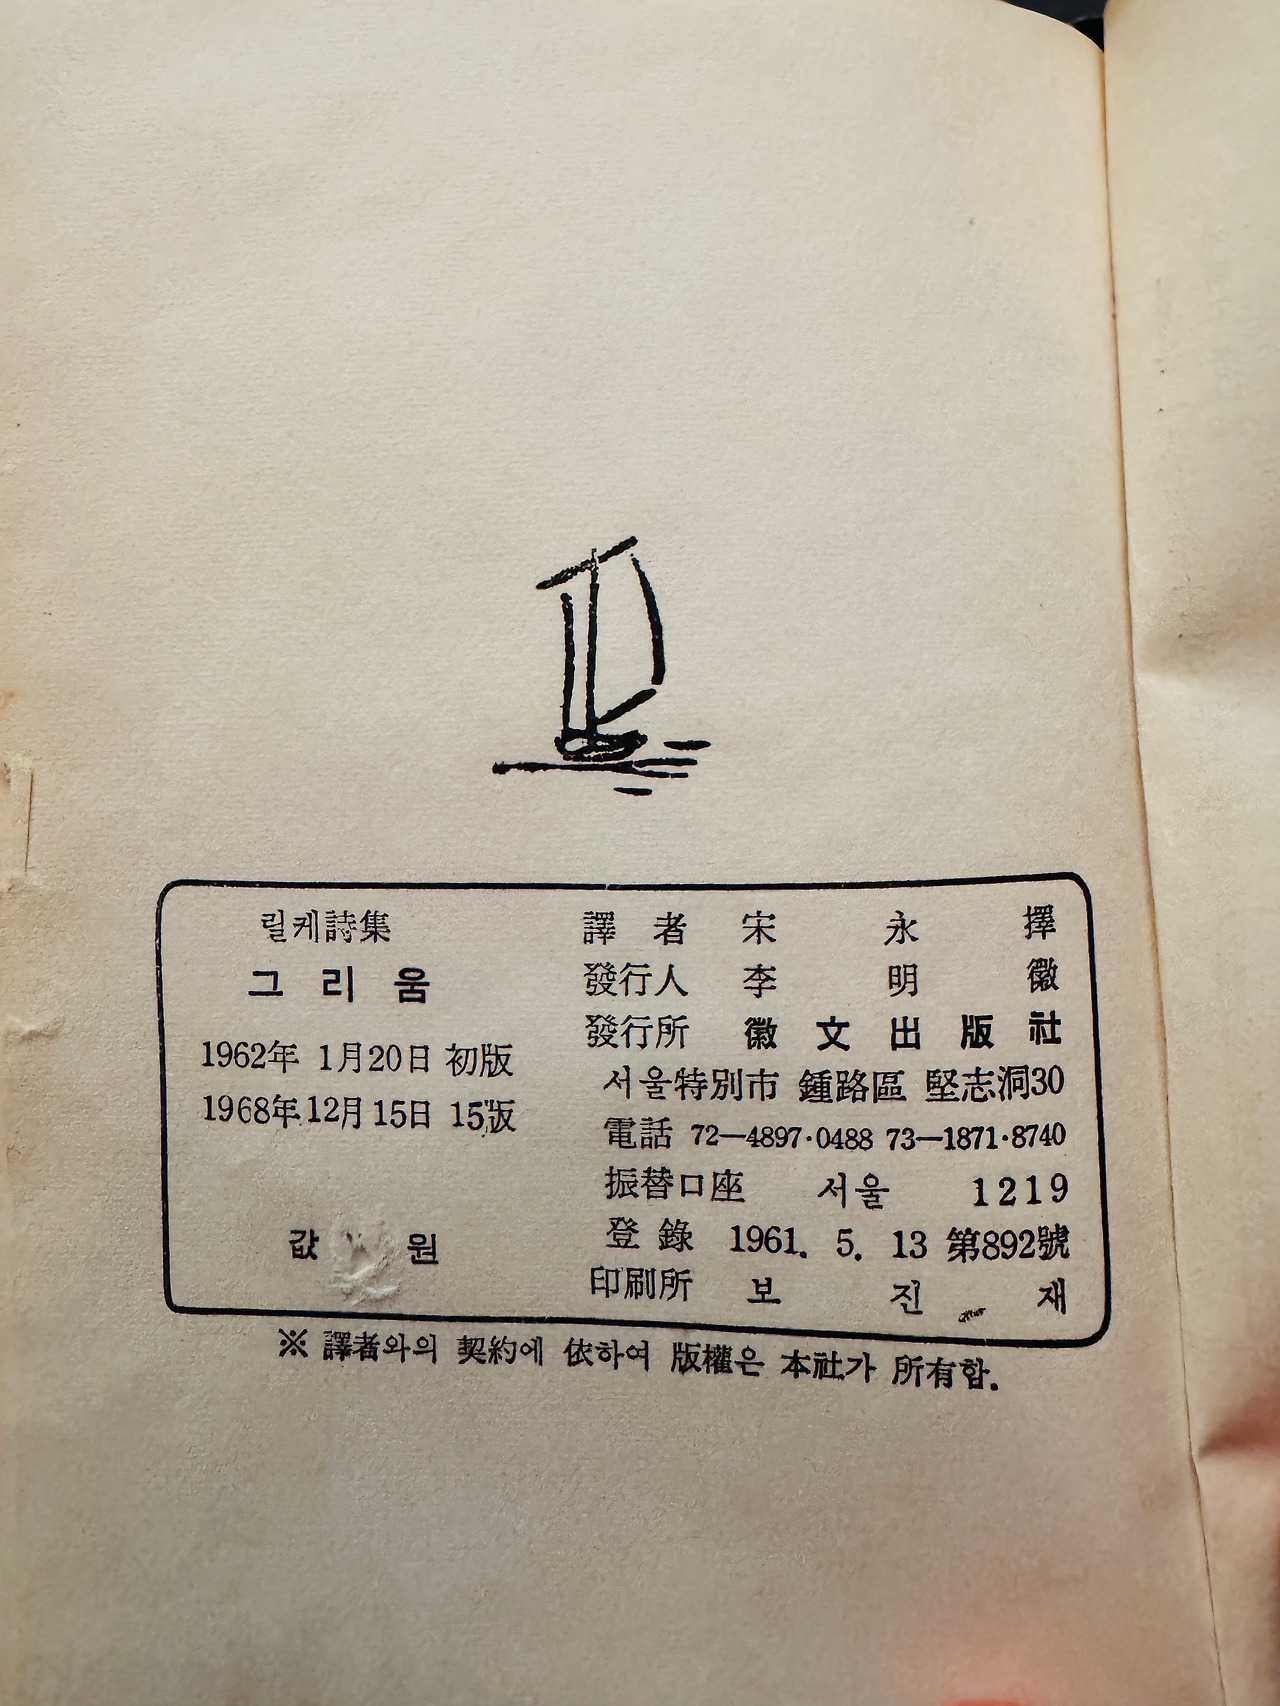 릴케詩集
그리움
1962年 1月20日 初版
1968年12月15日 15版
값 원
譯者 宋永擇
發行人 李明徽
發行所 徽文出版社
서울特別市 鍾路區 堅志洞30
電話 72—4897·0488 73—1871·8740
振替口座 서울 1219
登錄 1961. 5. 13 第892號
印刷所 보진재
※ 譯者와의 契約에 依하여 版權은 本社가 所有함.